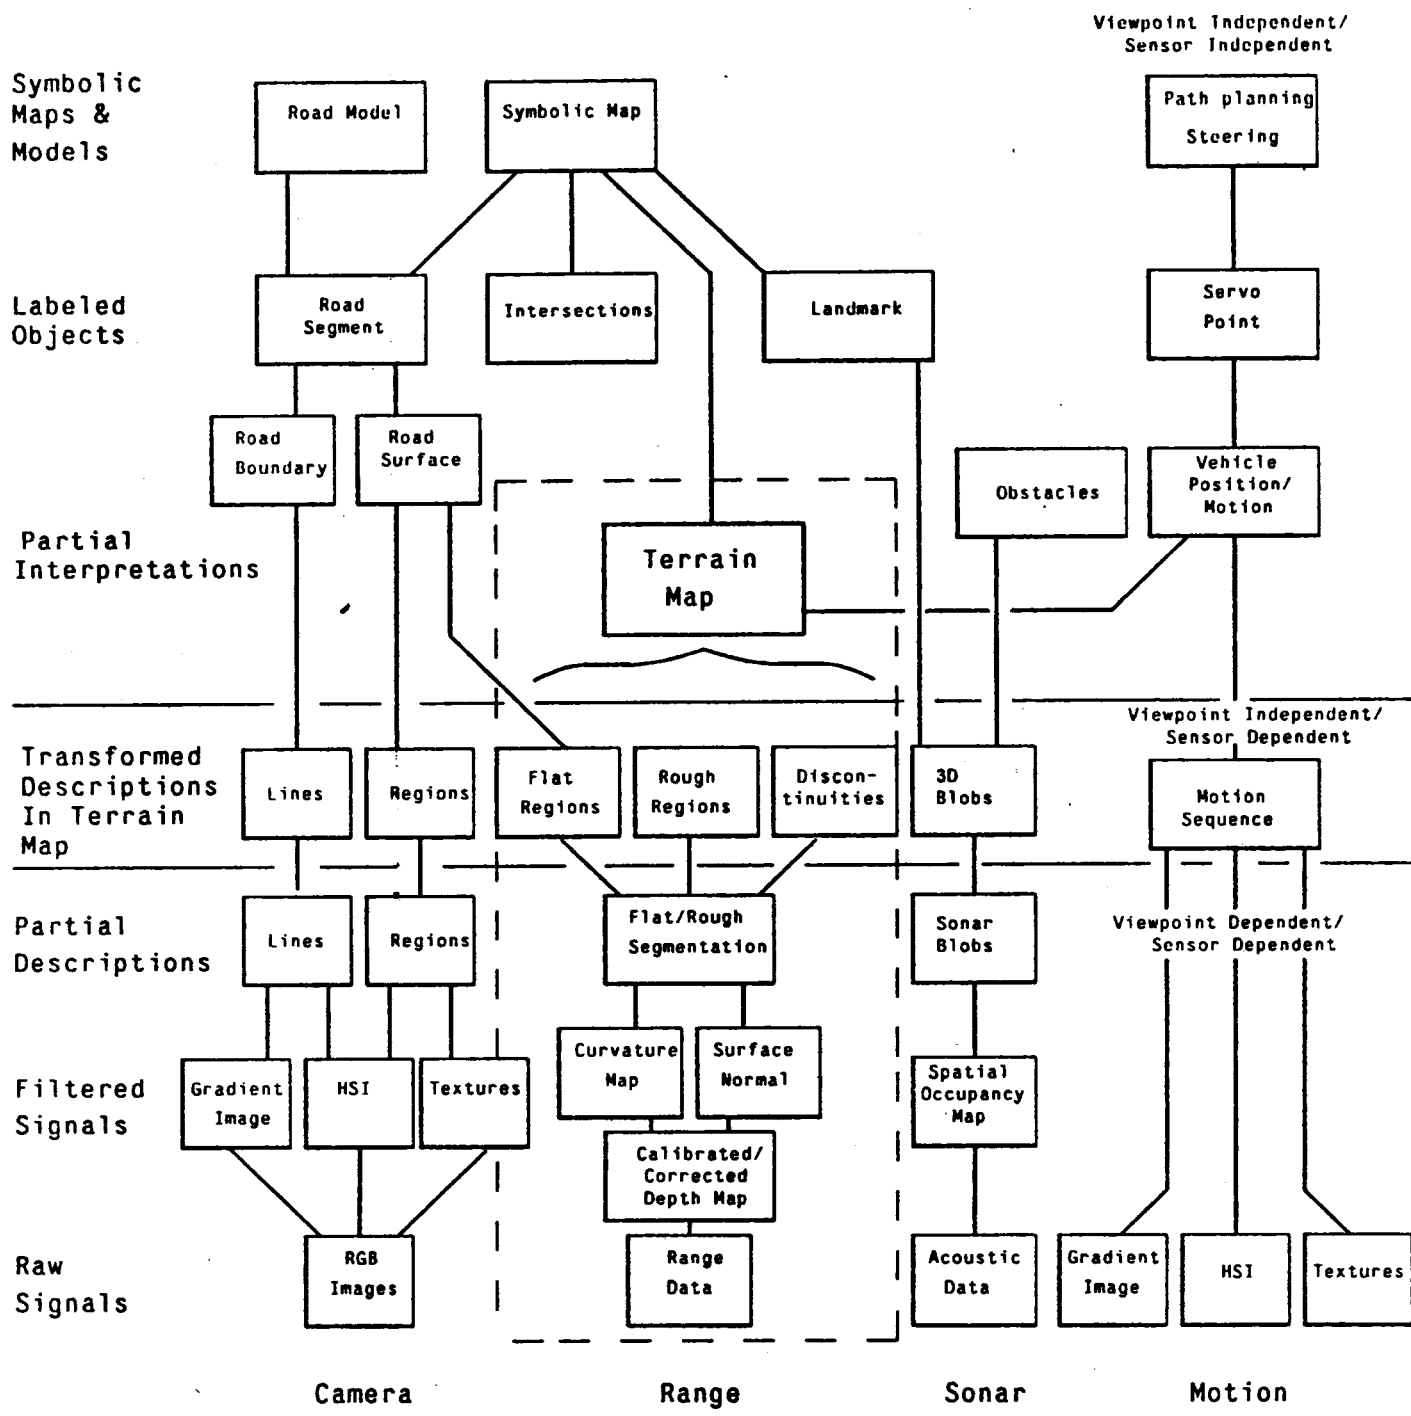 Viewpoint Independent/
Sensor Independent
Symbolic
Maps &
Models
Road Model
Symbolic Map
Path planning
Steering
Labeled
Objects
Road
Segment
Intersections
Landmark
Servo
Point
Road
Boundary
Road
Surface
Obstacles
Vehicle
Position/
Motion
Partial
Interpretations
Terrain
Map
Viewpoint Independent/
Sensor Dependent
Transformed
Descriptions
In Terrain
Map
Lines
Regions
Flat
Regions
Rough
Regions
Discon-
tinuities
3D
Blobs
Motion
Sequence
Partial
Descriptions
Lines
Regions
Flat/Rough
Segmentation
Sonar
Blobs
Viewpoint Dependent/
Sensor Dependent
Filtered
Signals
Gradient
Image
HSI
Textures
Curvature
Map
Surface
Normal
Spatial
Occupancy
Map
Calibrated/
Corrected
Depth Map
Raw
Signals
RGB
Images
Range
Data
Acoustic
Data
Gradient
Image
HSI
Textures
Camera
Range
Sonar
Motion